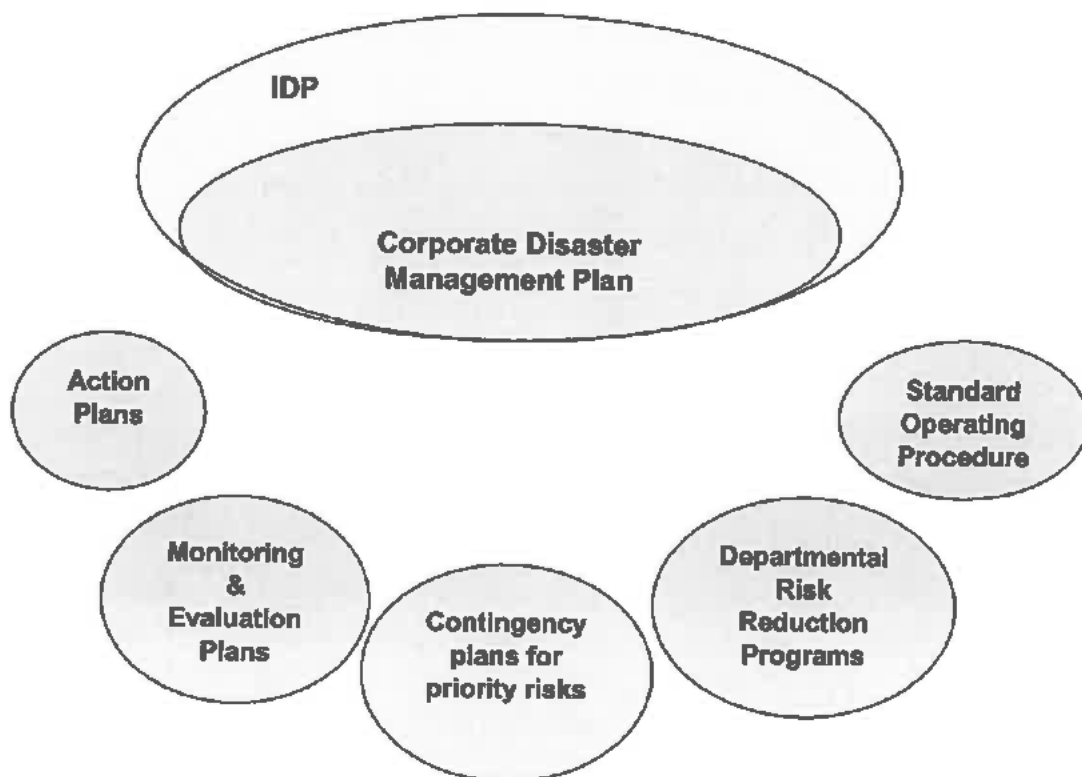 IDP
Corporate Disaster
Management Plan
Action
Plans
Standard
Operating
Procedure
Monitoring
&
Evaluation
Plans
Departmental
Risk
Reduction
Programs
Contingency
plans for
priority risks